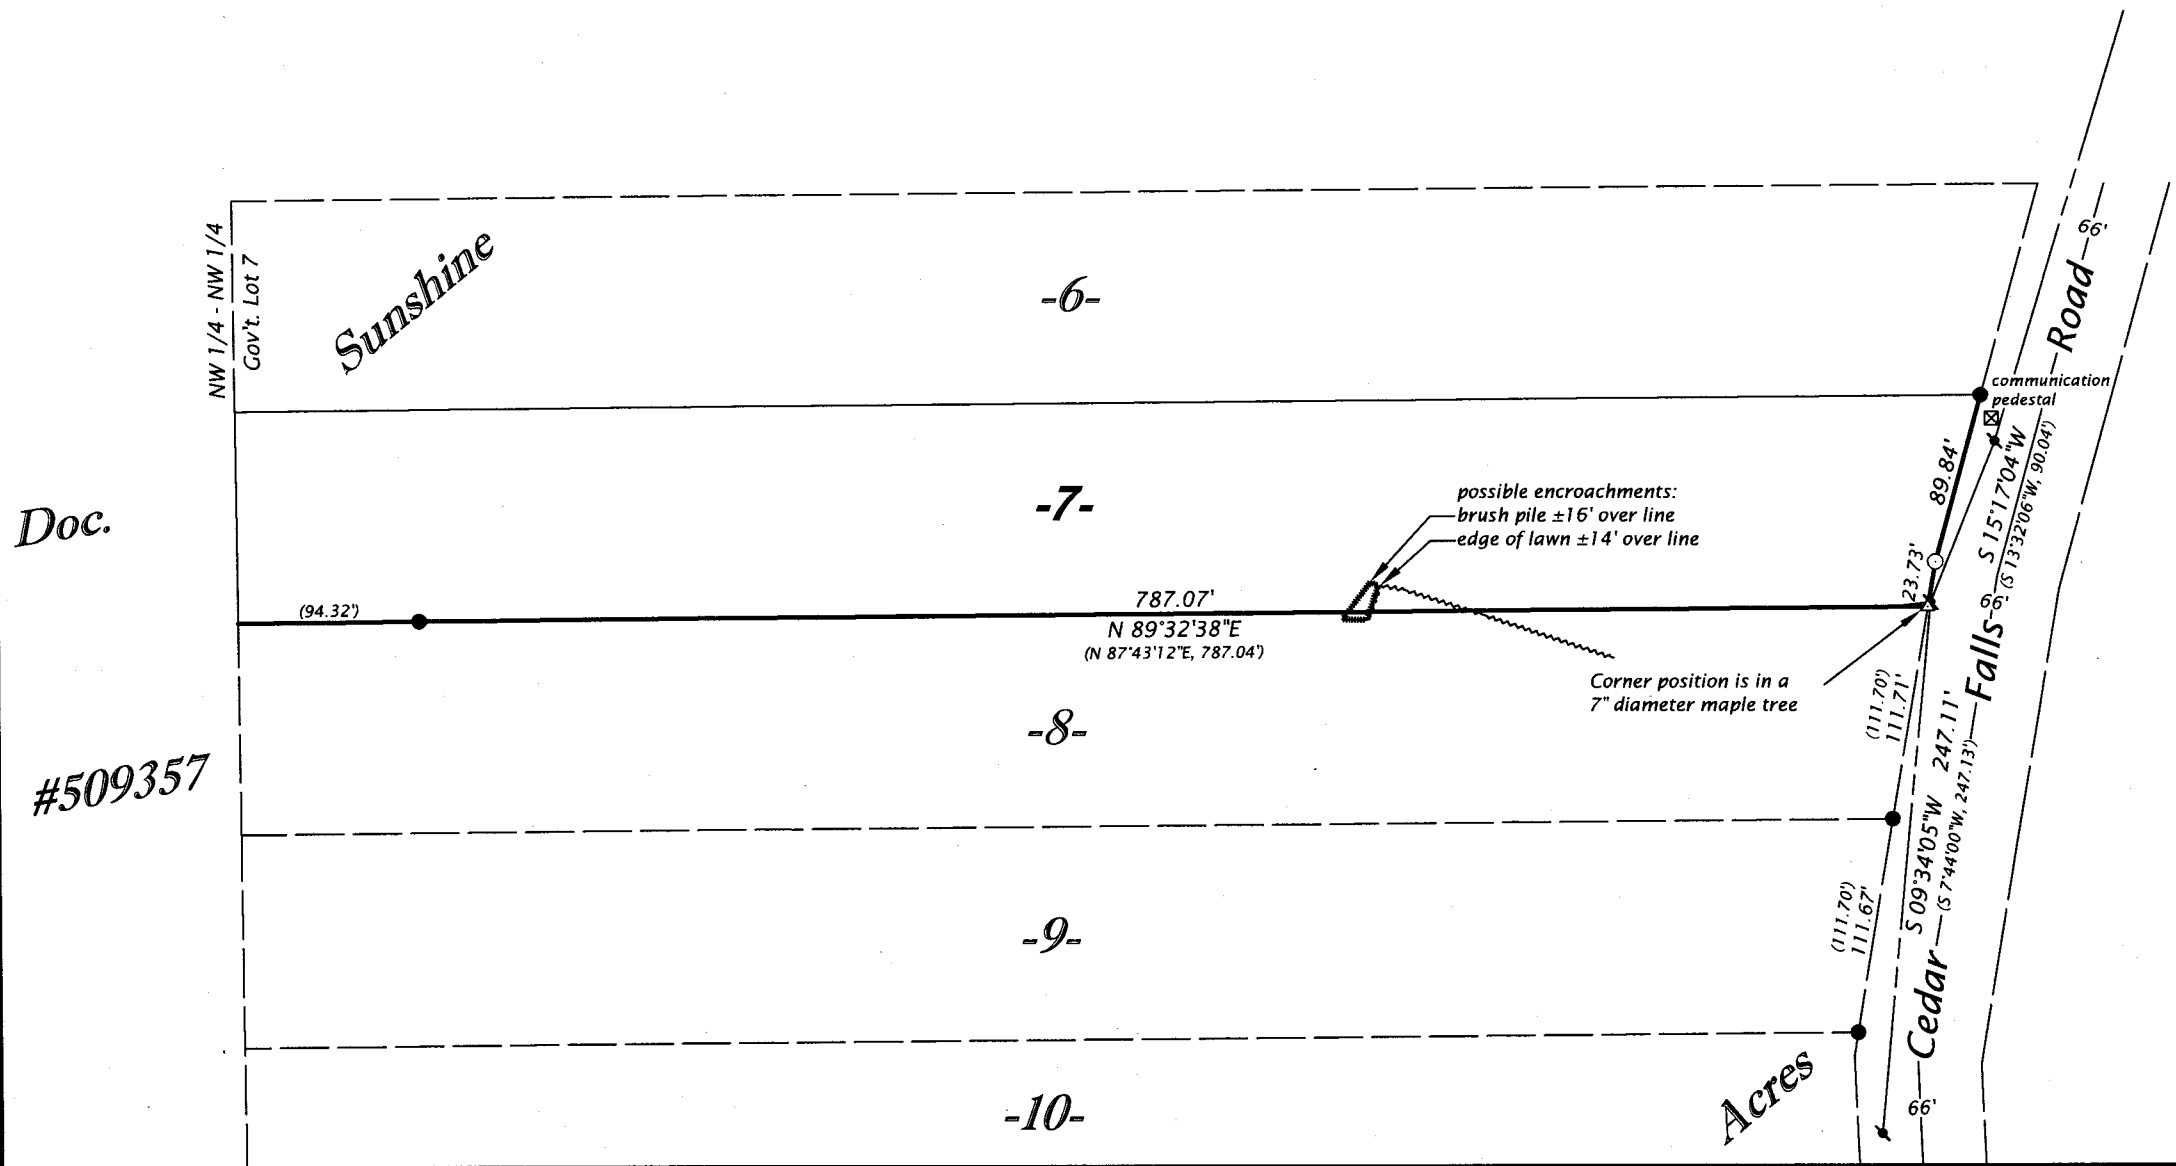 66'
NW 1/4 - NW 1/4
Gov't. Lot 7
Sunshine
-6-
Road
communication
pedestal
89.84'
S 15°17'04"W
(S 13°32'06"W, 90.04')
possible encroachments:
brush pile ±16' over line
edge of lawn ±14' over line
-7-
Doc.
23.73'
(94.32')
787.07'
N 89°32'38"E
(N 87°43'12"E, 787.04')
66'
Falls
Corner position is in a
7" diameter maple tree
(111.70')
111.71'
-8-
#509357
S 09°34'05"W 247.11'
(S 7°44'00"W, 247.13')
(111.70')
111.67'
-9-
Cedar
Acres
-10-
66'